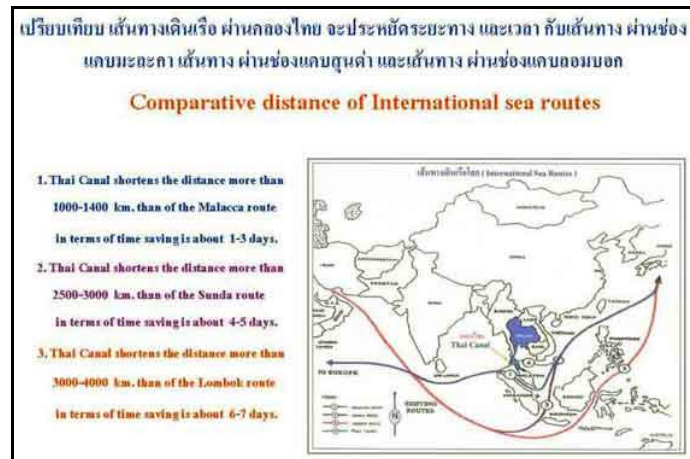 เปรียบเทียบ เส้นทางเดินเรือ ผ่านคลองไทย จะประหยัดระยะทาง และเวลา กับเส้นทาง ผ่านช่อง
แคบมะละกา เส้นทาง ผ่านช่องแคบสุนด้า และเส้นทาง ผ่านช่องแคบลอมบอก
Comparative distance of International sea routes
1. Thai Canal shortens the distance more than
1000-1400 km. than of the Malacca route
in terms of time saving is about 1-3 days.
2. Thai Canal shortens the distance more than
2500-3000 km. than of the Sunda route
in terms of time saving is about 4-5 days.
3. Thai Canal shortens the distance more than
3000-4000 km. than of the Lombok route
in terms of time saving is about 6-7 days.
เส้นทางเดินเรือโลก ( International Sea Routes )
MONGOLIA
CHINA
INDIA
TAIWAN
Thai Canal
SRI LANKA
TO EUROPE
SHIPPING
ROUTES
N
AUSTRALIA